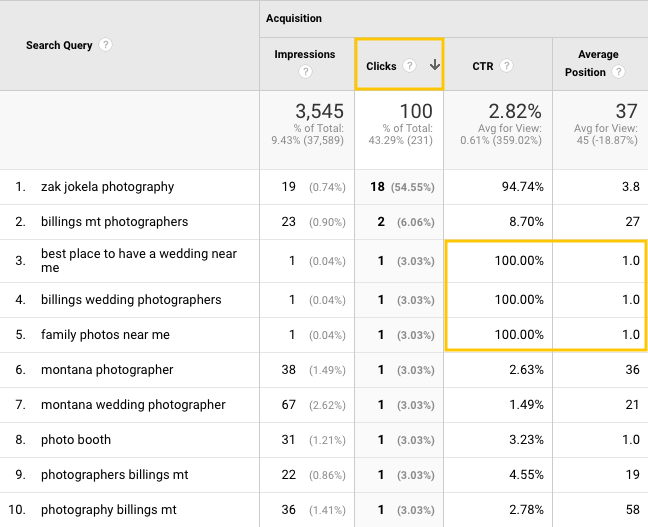 Acquisition
Search Query ?
Impressions ?
Clicks ? ↓
CTR ?
Average Position ?
3,545 100 2.82% 37
% of Total: % of Total: Avg for View: Avg for View:
9.43% (37,589) 43.29% (231) 0.61% (359.02%) 45 (-18.87%)
1. zak jokela photography 19 (0.74%) 18 (54.55%) 94.74% 3.8
2. billings mt photographers 23 (0.90%) 2 (6.06%) 8.70% 27
3. best place to have a wedding near
me 1 (0.04%) 1 (3.03%) 100.00% 1.0
4. billings wedding photographers 1 (0.04%) 1 (3.03%) 100.00% 1.0
5. family photos near me 1 (0.04%) 1 (3.03%) 100.00% 1.0
6. montana photographer 38 (1.49%) 1 (3.03%) 2.63% 36
7. montana wedding photographer 67 (2.62%) 1 (3.03%) 1.49% 21
8. photo booth 31 (1.21%) 1 (3.03%) 3.23% 1.0
9. photographers billings mt 22 (0.86%) 1 (3.03%) 4.55% 19
10. photography billings mt 36 (1.41%) 1 (3.03%) 2.78% 58